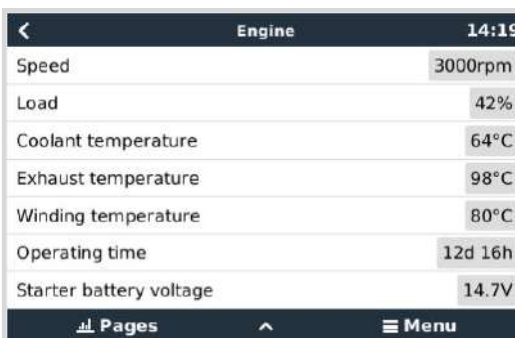 Engine 14:19
Speed 3000rpm
Load 42%
Coolant temperature 64°C
Exhaust temperature 98°C
Winding temperature 80°C
Operating time 12d 16h
Starter battery voltage 14.7V
Pages Menu